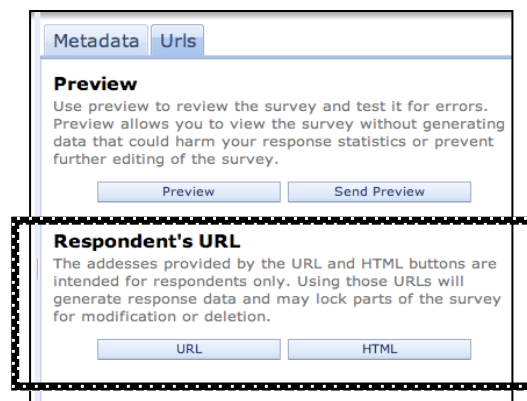 Metadata Urls
Preview
Use preview to review the survey and test it for errors.
Preview allows you to view the survey without generating
data that could harm your response statistics or prevent
further editing of the survey.
Preview Send Preview
Respondent's URL
The addesses provided by the URL and HTML buttons are
intended for respondents only. Using those URLs will
generate response data and may lock parts of the survey
for modification or deletion.
URL HTML